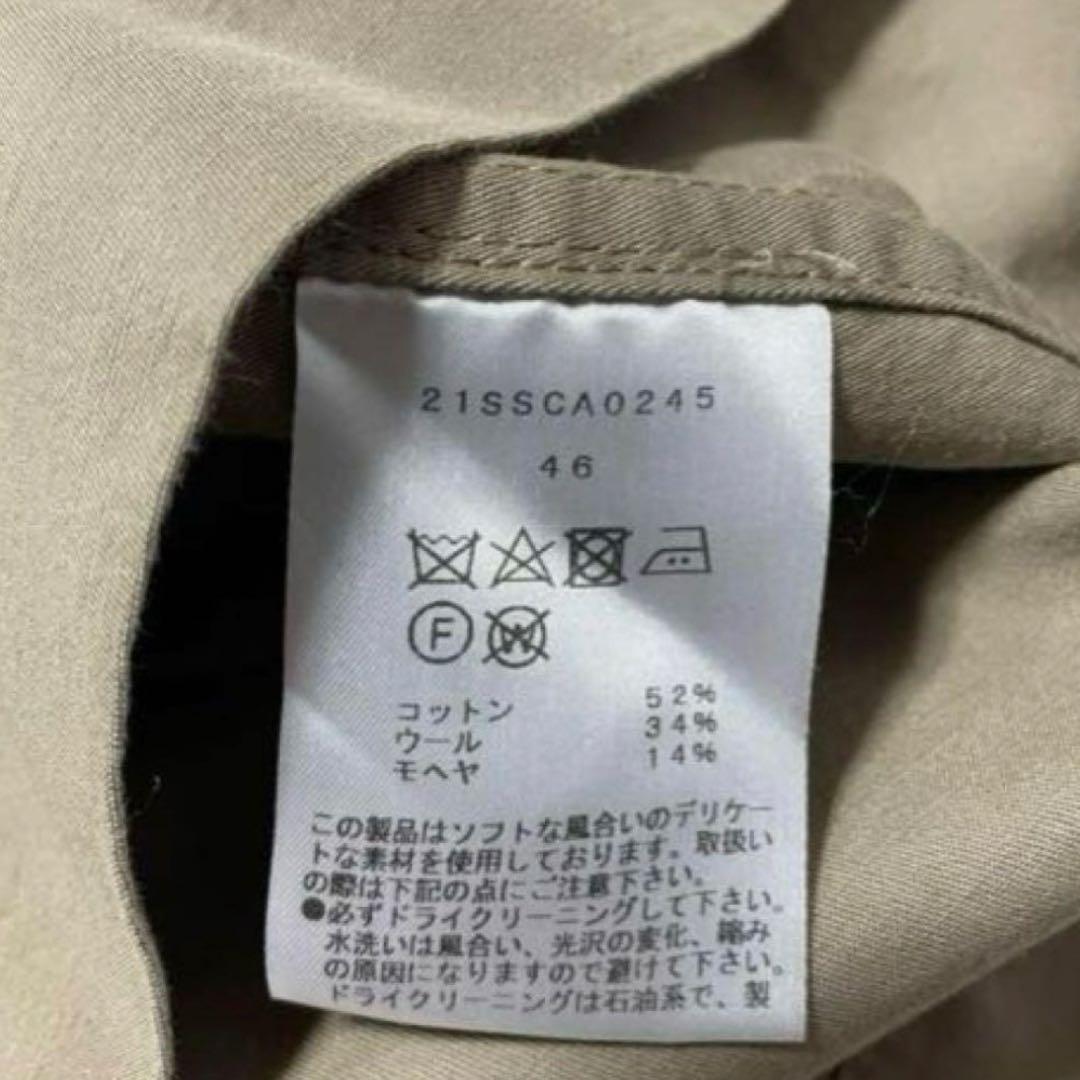 21SSCA0245
46
F W
コットン 52%
ウール 34%
モヘヤ 14%
この製品はソフトな風合いのデリケー
トな素材を使用しております。取扱い
の際は下記の点にご注意下さい。
●必ずドライクリーニングして下さい。
水洗いは風合い、光沢の変化、縮み
の原因になりますので避けて下さい。
ドライクリーニングは石油系で、製